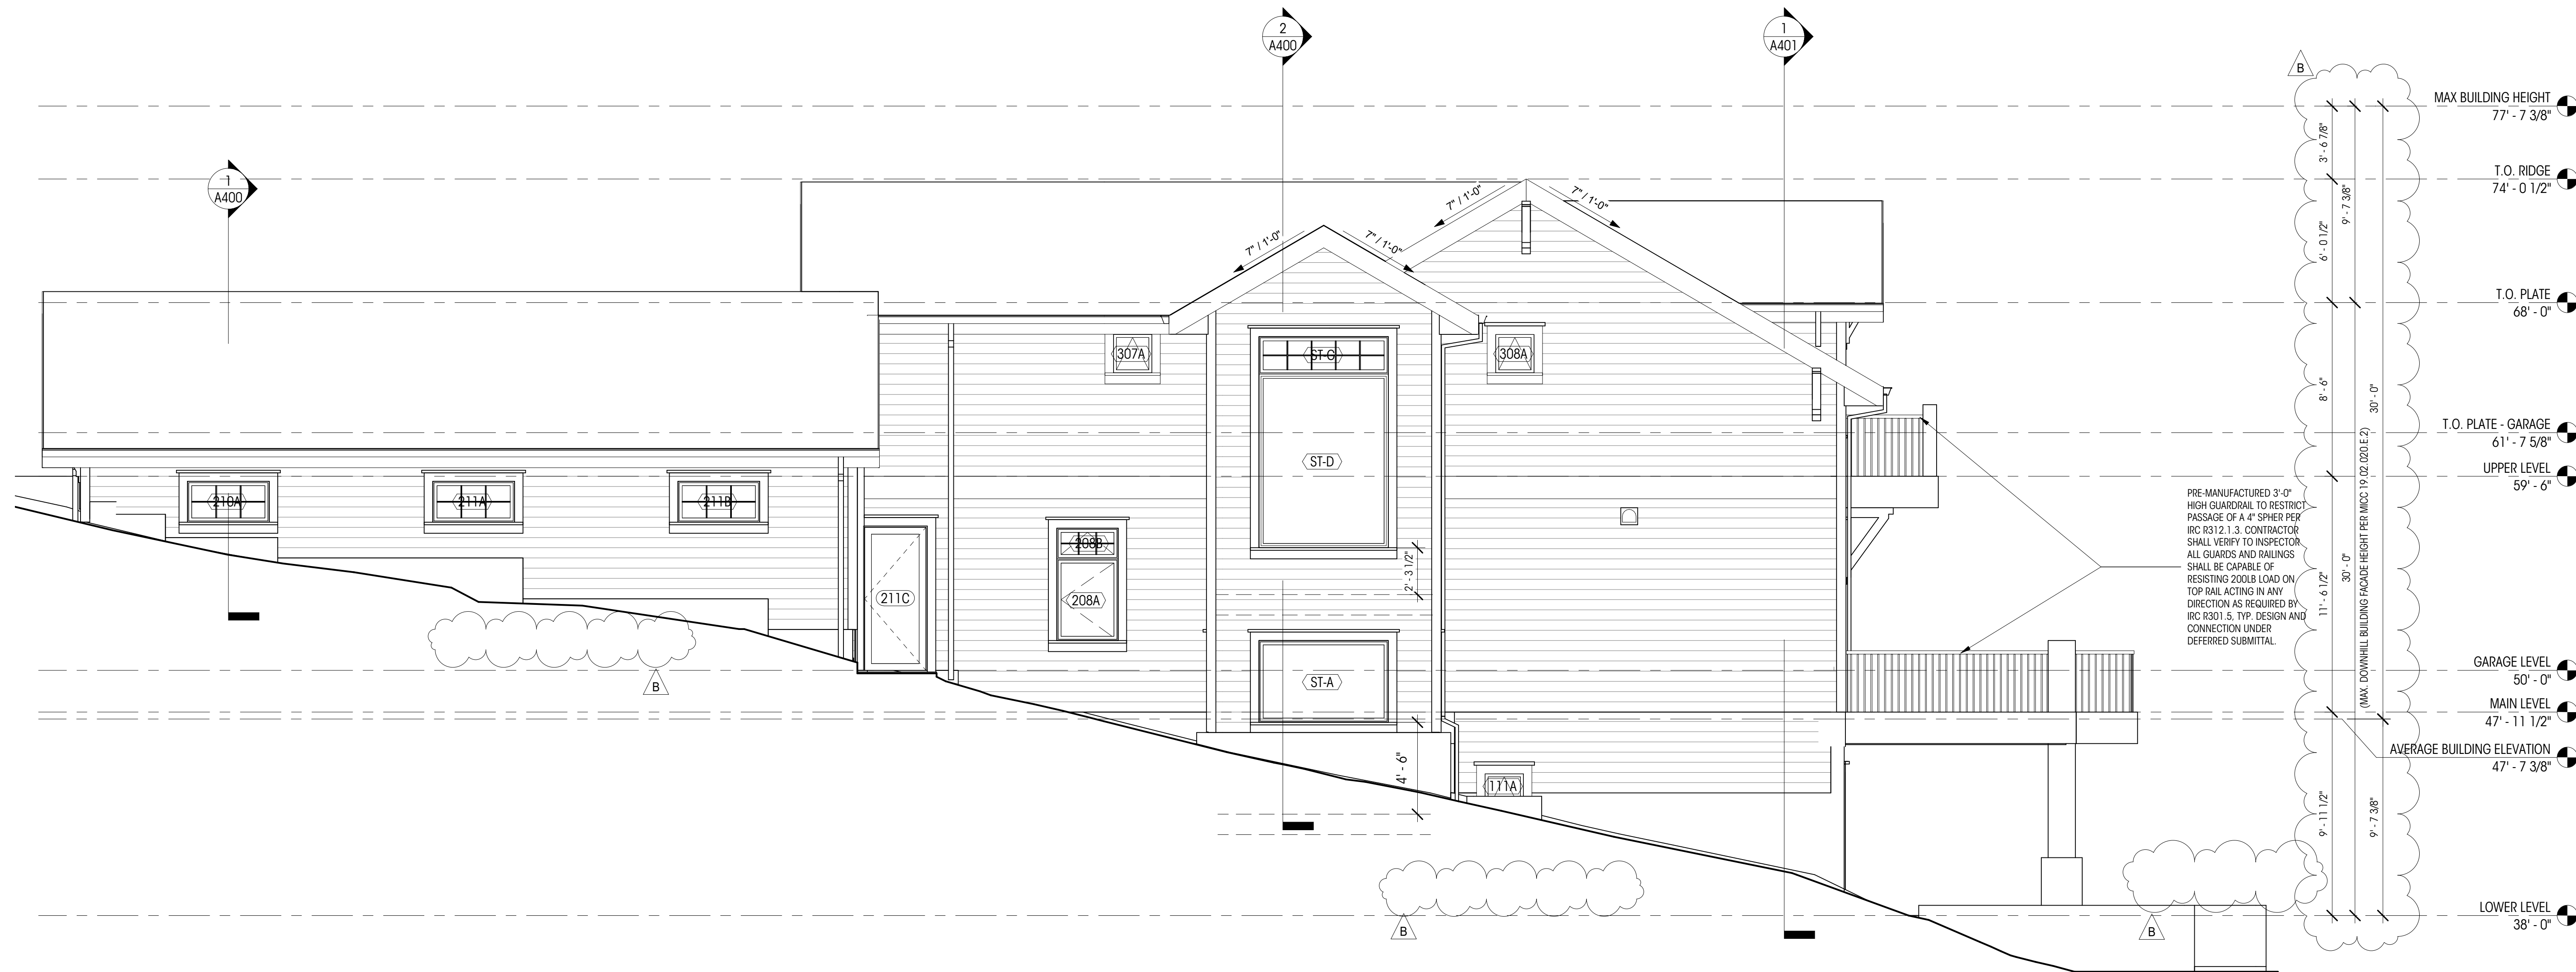 2
A400
1
A401
B
MAX BUILDING HEIGHT
77' - 7 3/8"
3' - 6 7/8"
T.O. RIDGE
74' - 0 1/2"
1
A400
7" / 1'-0"
7" / 1'-0"
9' - 7 3/8"
6' - 0 1/2"
7" / 1'-0"
7" / 1'-0"
T.O. PLATE
68' - 0"
307A
ST-C
308A
8' - 6"
30' - 0"
T.O. PLATE - GARAGE
61' - 7 5/8"
ST-D
UPPER LEVEL
59' - 6"
210A
211A
211B
PRE-MANUFACTURED 3'-0"
HIGH GUARDRAIL TO RESTRICT
PASSAGE OF A 4" SPHER PER
IRC R312.1.3. CONTRACTOR
SHALL VERIFY TO INSPECTOR
ALL GUARDS AND RAILINGS
SHALL BE CAPABLE OF
RESISTING 200LB LOAD ON
TOP RAIL ACTING IN ANY
DIRECTION AS REQUIRED BY
IRC R301.5, TYP. DESIGN AND
CONNECTION UNDER
DEFERRED SUBMITTAL.
(MAX. DOWNHILL BUILDING FACADE HEIGHT PER MICC 19.02.020.E.2)
208B
2' - 3 1/2"
30' - 0"
11' - 6 1/2"
211C
208A
GARAGE LEVEL
50' - 0"
B
ST-A
MAIN LEVEL
47' - 11 1/2"
AVERAGE BUILDING ELEVATION
47' - 7 3/8"
4' - 6"
111A
9' - 11 1/2"
9' - 7 3/8"
LOWER LEVEL
38' - 0"
B
B